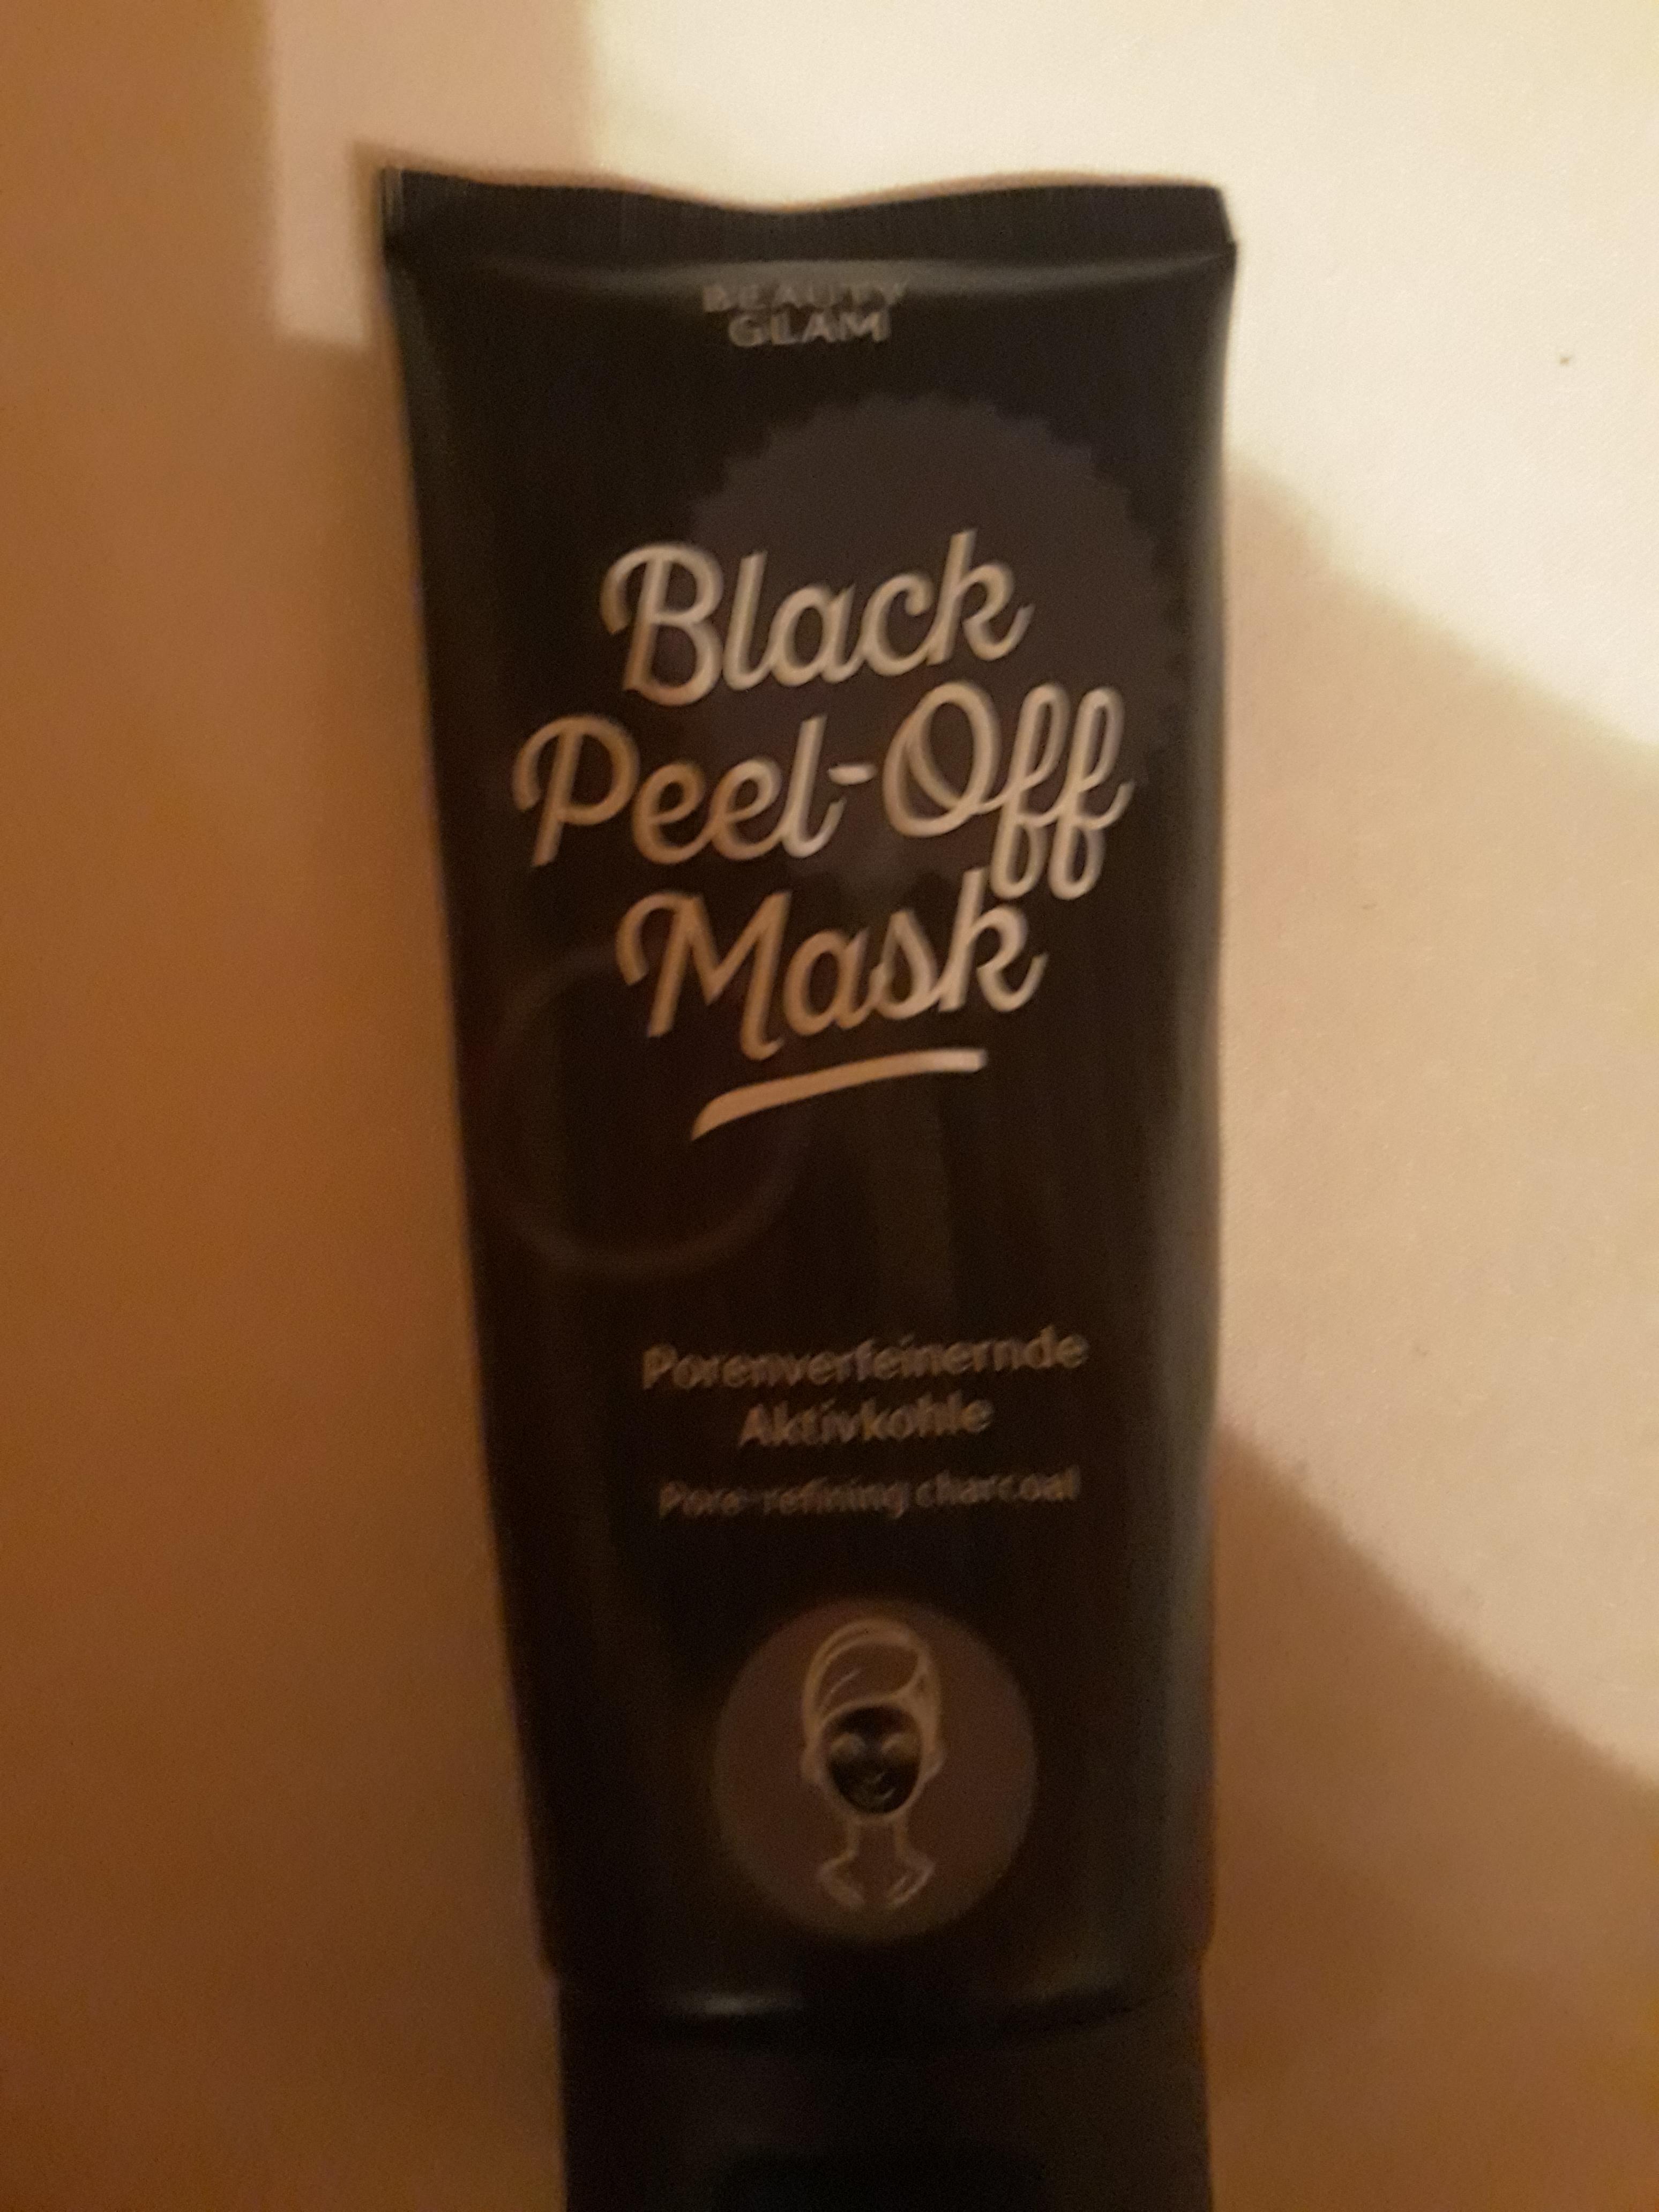 BEAUTY
GLAM
Black
Peel-Off
Mask
Porenverfeinernde
Aktivkohle
Pore-refining charcoal